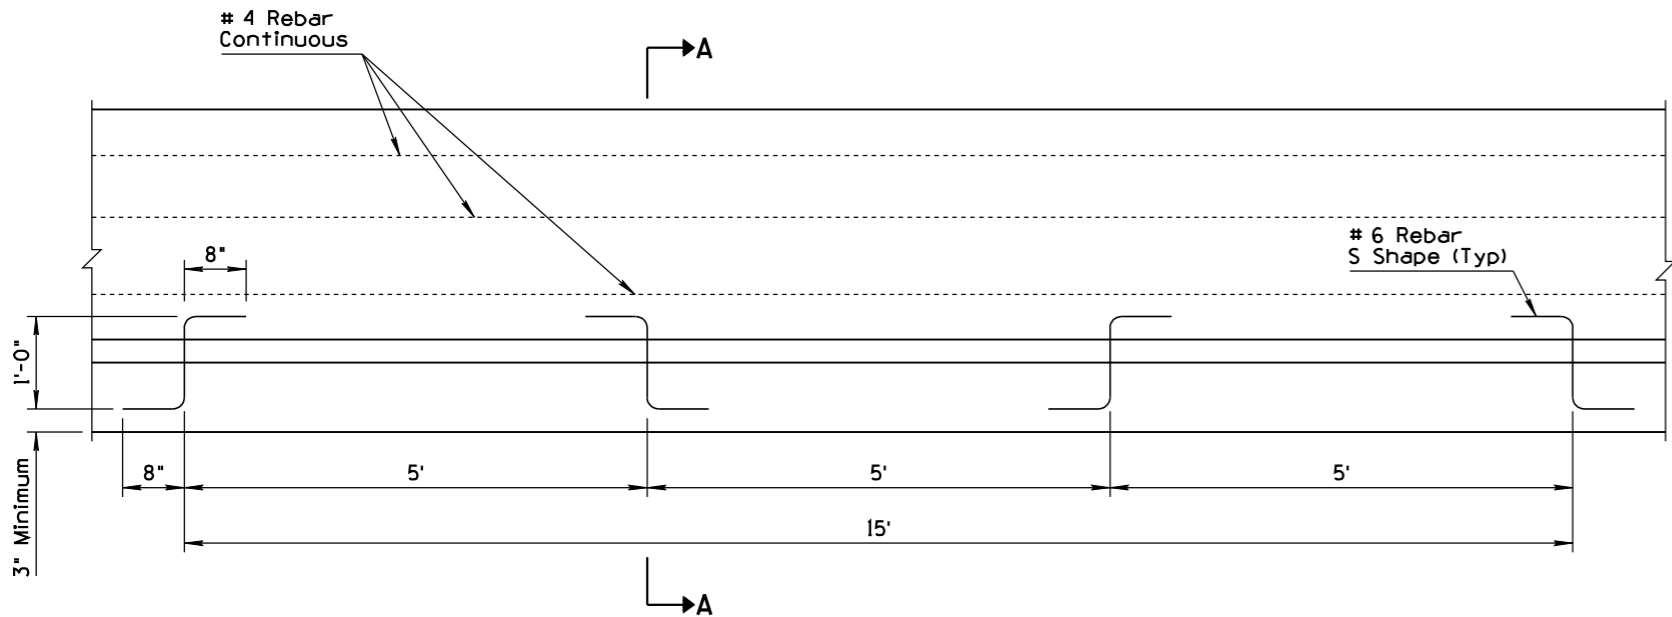 # 4 Rebar
Continuous
A
# 6 Rebar
S Shape (Typ)
8"
1'-0"
8"
5'
5'
5'
15'
3" Minimum
A